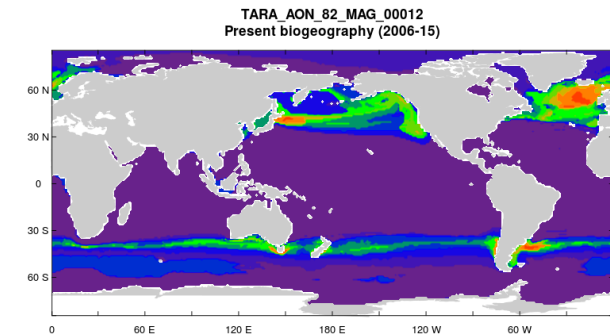 TARA_AON_82_MAG_00012
Present biogeography (2006-15)
60 N
30 N
0
30 S
60 S
0 60 E 120 E 180 E 120 W 60 W